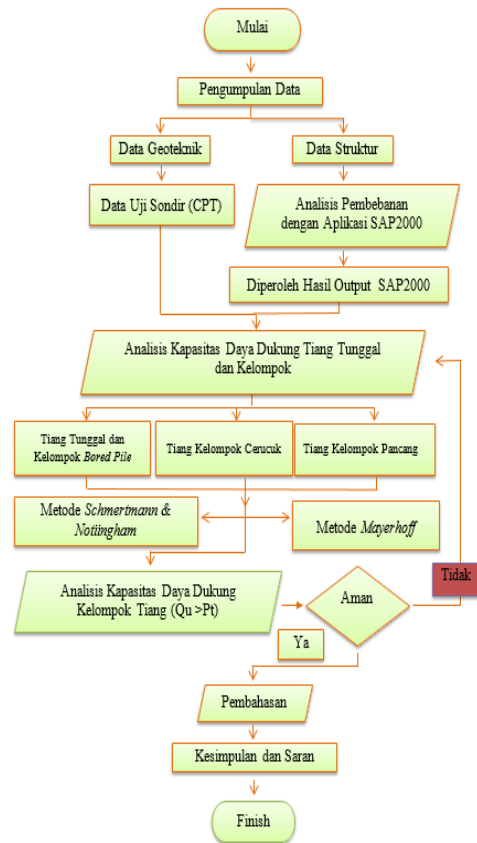 Mulai
Pengumpulan Data
Data Geoteknik
Data Struktur
Data Uji Sondir (CPT)
Analisis Pembebanan
dengan Aplikasi SAP2000
Diperoleh Hasil Output SAP2000
Analisis Kapasitas Daya Dukung Tiang Tunggal
dan Kelompok
Tiang Tunggal dan
Kelompok Bored Pile
Tiang Kelompok Cerucuk
Tiang Kelompok Pancang
Metode Schmertmann &
Notiingham
Metode Mayerhoff
Analisis Kapasitas Daya Dukung
Kelompok Tiang (Qu >Pt)
Aman
Tidak
Ya
Pembahasan
Kesimpulan dan Saran
Finish